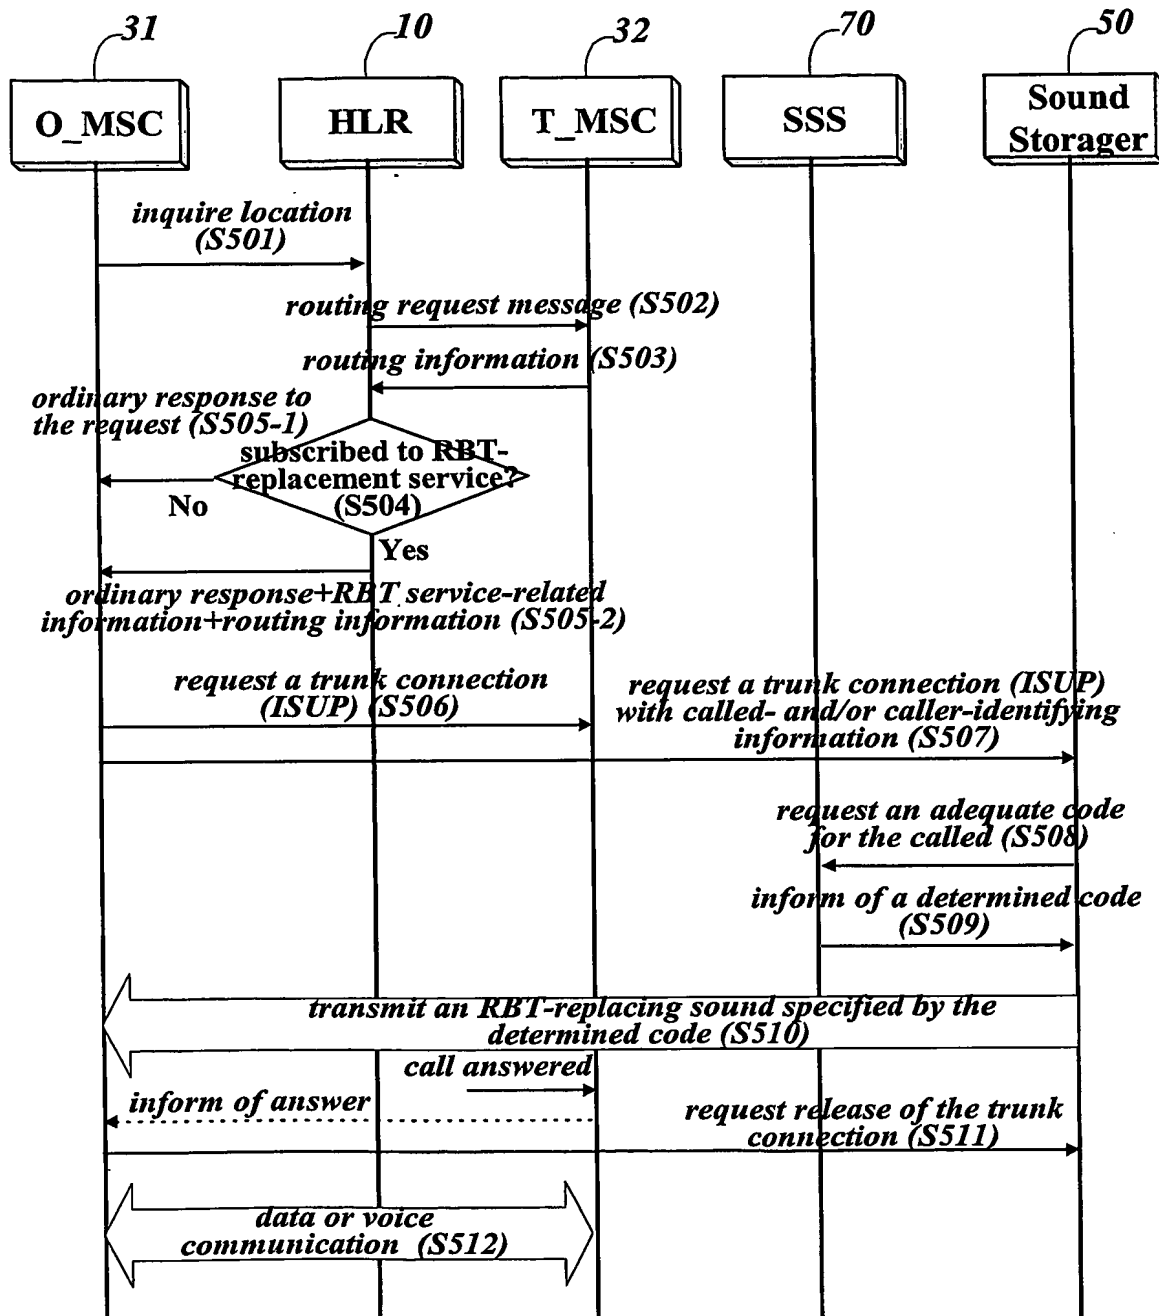 31
10
32
70
50
O_MSC
HLR
T_MSC
SSS
Sound
Storager
inquire location
(S501)
routing request message (S502)
routing information (S503)
ordinary response to
the request (S505-1)
subscribed to RBT-
replacement service?
(S504)
No
Yes
ordinary response+RBT service-related
information+routing information (S505-2)
request a trunk connection
(ISUP) (S506)
request a trunk connection (ISUP)
with called- and/or caller-identifying
information (S507)
request an adequate code
for the called (S508)
inform of a determined code
(S509)
transmit an RBT-replacing sound specified by the
determined code (S510)
call answered
inform of answer
request release of the trunk
connection (S511)
data or voice
communication (S512)